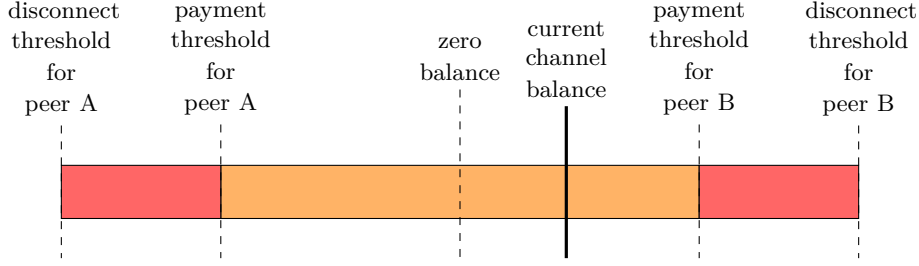 disconnect
threshold
for
peer A
payment
threshold
for
peer A
zero
balance
current
channel
balance
payment
threshold
for
peer B
disconnect
threshold
for
peer B